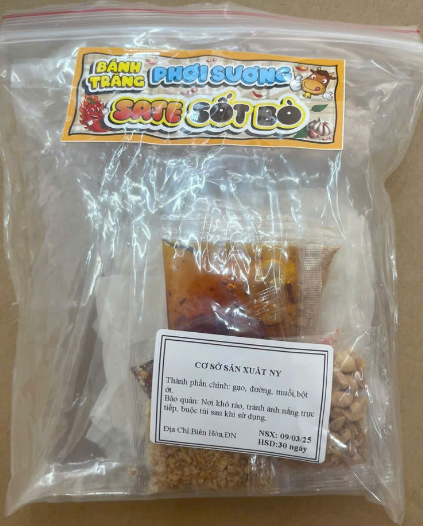 BÁNH TRÁNG PHƠI SƯƠNG
SATE SỐT BÒ
CƠ SỞ SẢN XUẤT NY
Thành phần chính: gạo, đường, muối,bột
ớt.
Bảo quản: Nơi khô ráo, tránh ánh nắng trực
tiếp, buộc túi sau khi sử dụng.
NSX: 09/03/25
Địa Chỉ:Biên Hòa,ĐN
HSD:30 ngày